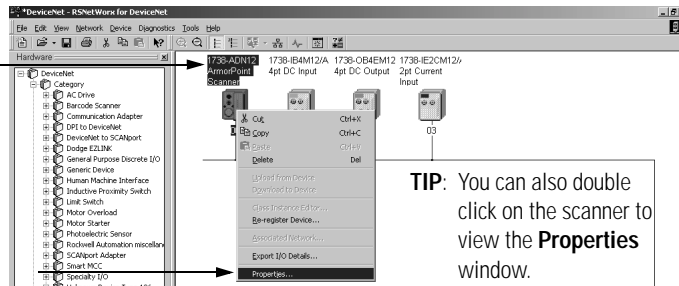 *DeviceNet - RSNetWorx for DeviceNet
File Edit View Network Device Diagnostics Tools Help
Hardware
DeviceNet
Category
AC Drive
Barcode Scanner
Communication Adapter
DPI to DeviceNet
DeviceNet to SCANport
Dodge EZLINK
General Purpose Discrete I/O
Generic Device
Human Machine Interface
Inductive Proximity Switch
Limit Switch
Motor Overload
Motor Starter
Photoelectric Sensor
Rockwell Automation miscellan
SCANport Adapter
Smart MCC
Specialty I/O
1738-ADN12 1738-IB4M12/A 1738-OB4EM12 1738-IE2CM12/
ArmorPoint 4pt DC Input 4pt DC Output 2pt Current
Scanner Input
03
Cut Ctrl+X
Copy Ctrl+C
Paste Ctrl+V
Delete Del
Upload from Device
Download to Device
Class Instance Editor...
Re-register Device...
Associated Network...
Export I/O Details...
Properties...
TIP: You can also double
click on the scanner to
view the Properties
window.